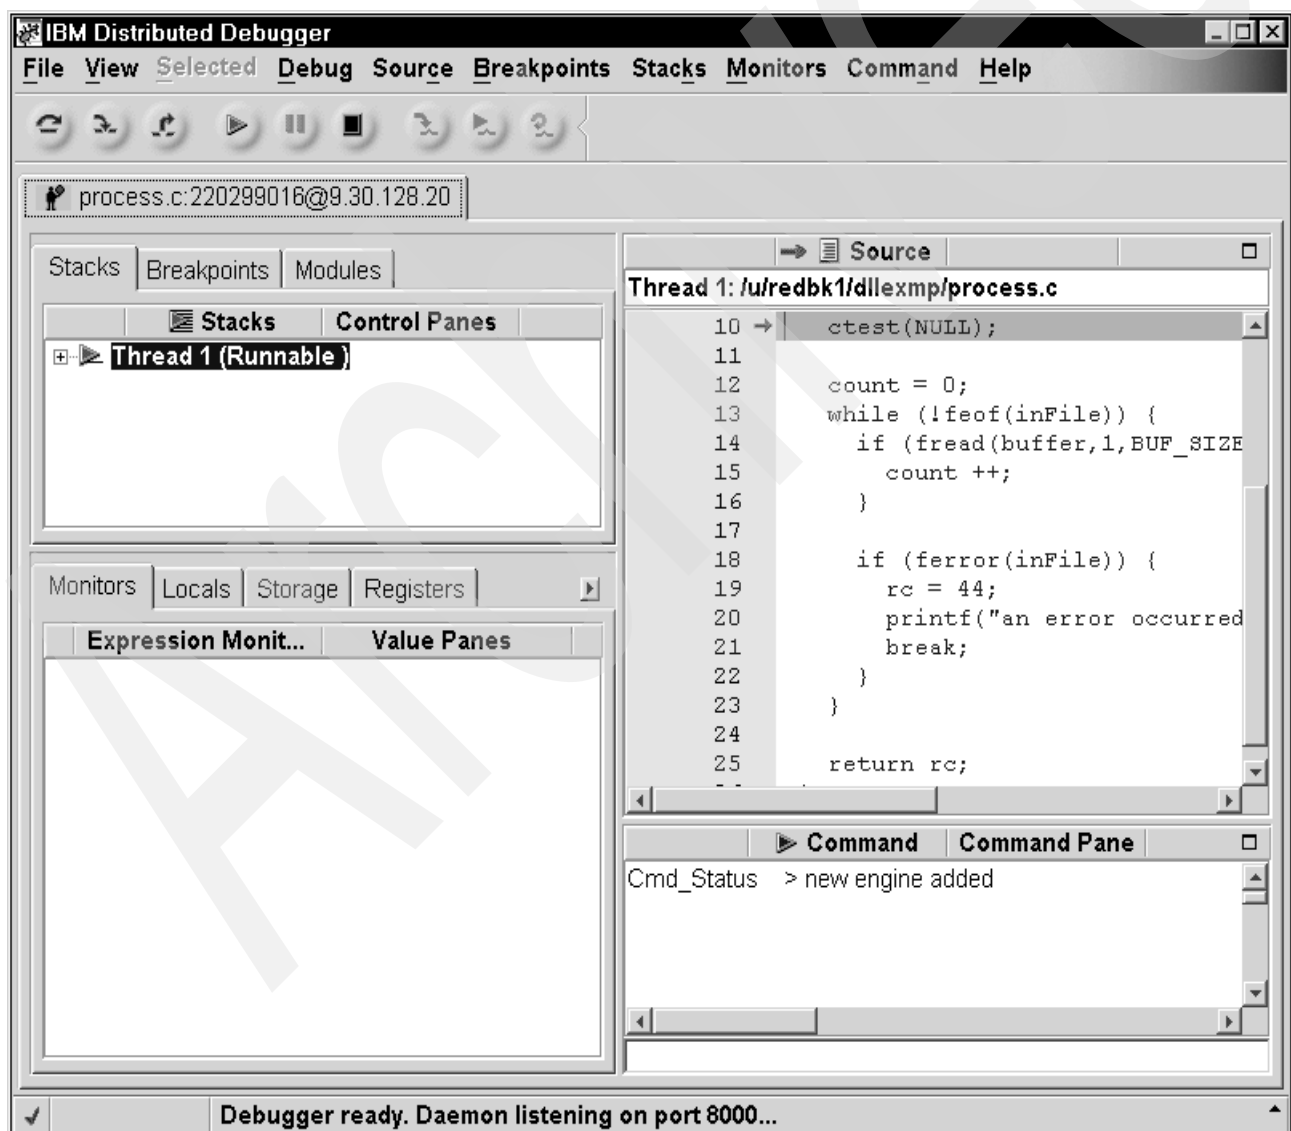 IBM Distributed Debugger
File View Selected Debug Source Breakpoints Stacks Monitors Command Help
process.c:220299016@9.30.128.20
Stacks Breakpoints Modules
Stacks Control Panes
Thread 1 (Runnable )
Monitors Locals Storage Registers
Expression Monit... Value Panes
Source
Thread 1: /u/redbk1/dllexmp/process.c
10 ctest(NULL);
11
12 count = 0;
13 while (!feof(inFile)) {
14 if (fread(buffer,1,BUF_SIZE
15 count ++;
16 }
17
18 if (ferror(inFile)) {
19 rc = 44;
20 printf("an error occurred
21 break;
22 }
23 }
24
25 return rc;
Command Command Pane
Cmd_Status > new engine added
Debugger ready. Daemon listening on port 8000...